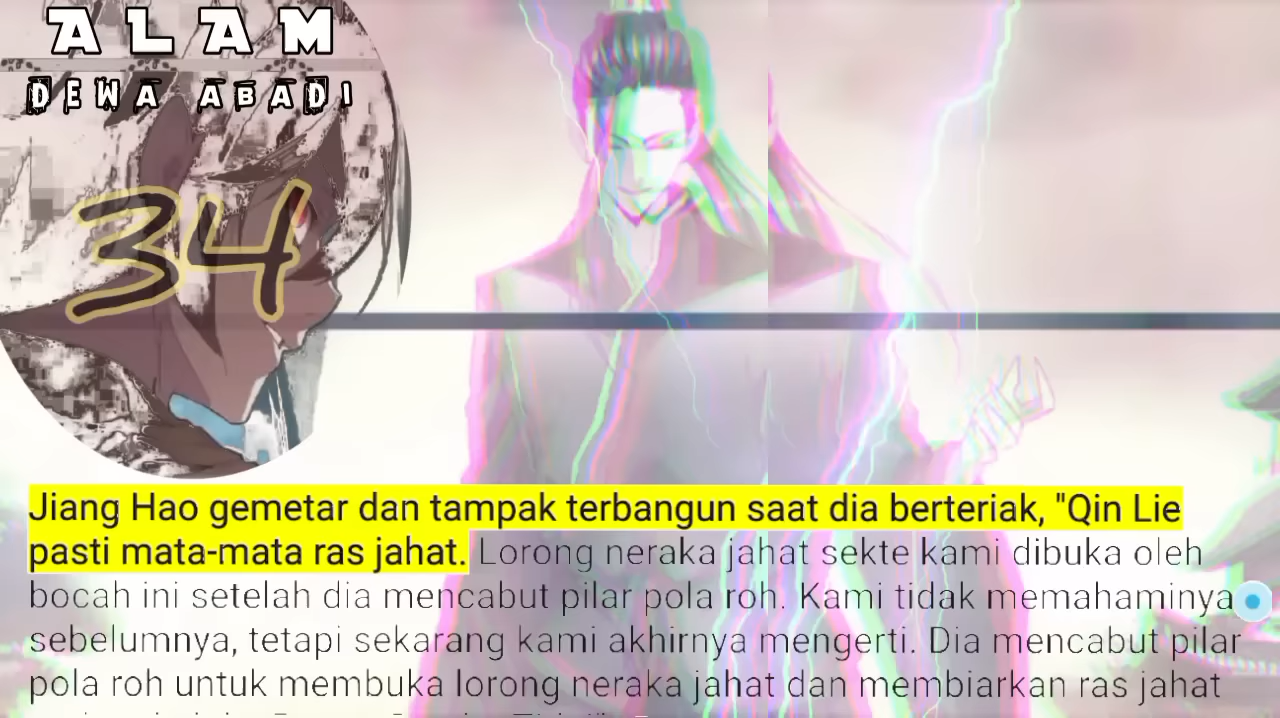 ALAM
DEWA ABADI
34
Jiang Hao gemetar dan tampak terbangun saat dia berteriak, "Qin Lie
pasti mata-mata ras jahat. Lorong neraka jahat sekte kami dibuka oleh
bocah ini setelah dia mencabut pilar pola roh. Kami tidak memahaminya
sebelumnya, tetapi sekarang kami akhirnya mengerti. Dia mencabut pilar
pola roh untuk membuka lorong neraka jahat dan membiarkan ras jahat